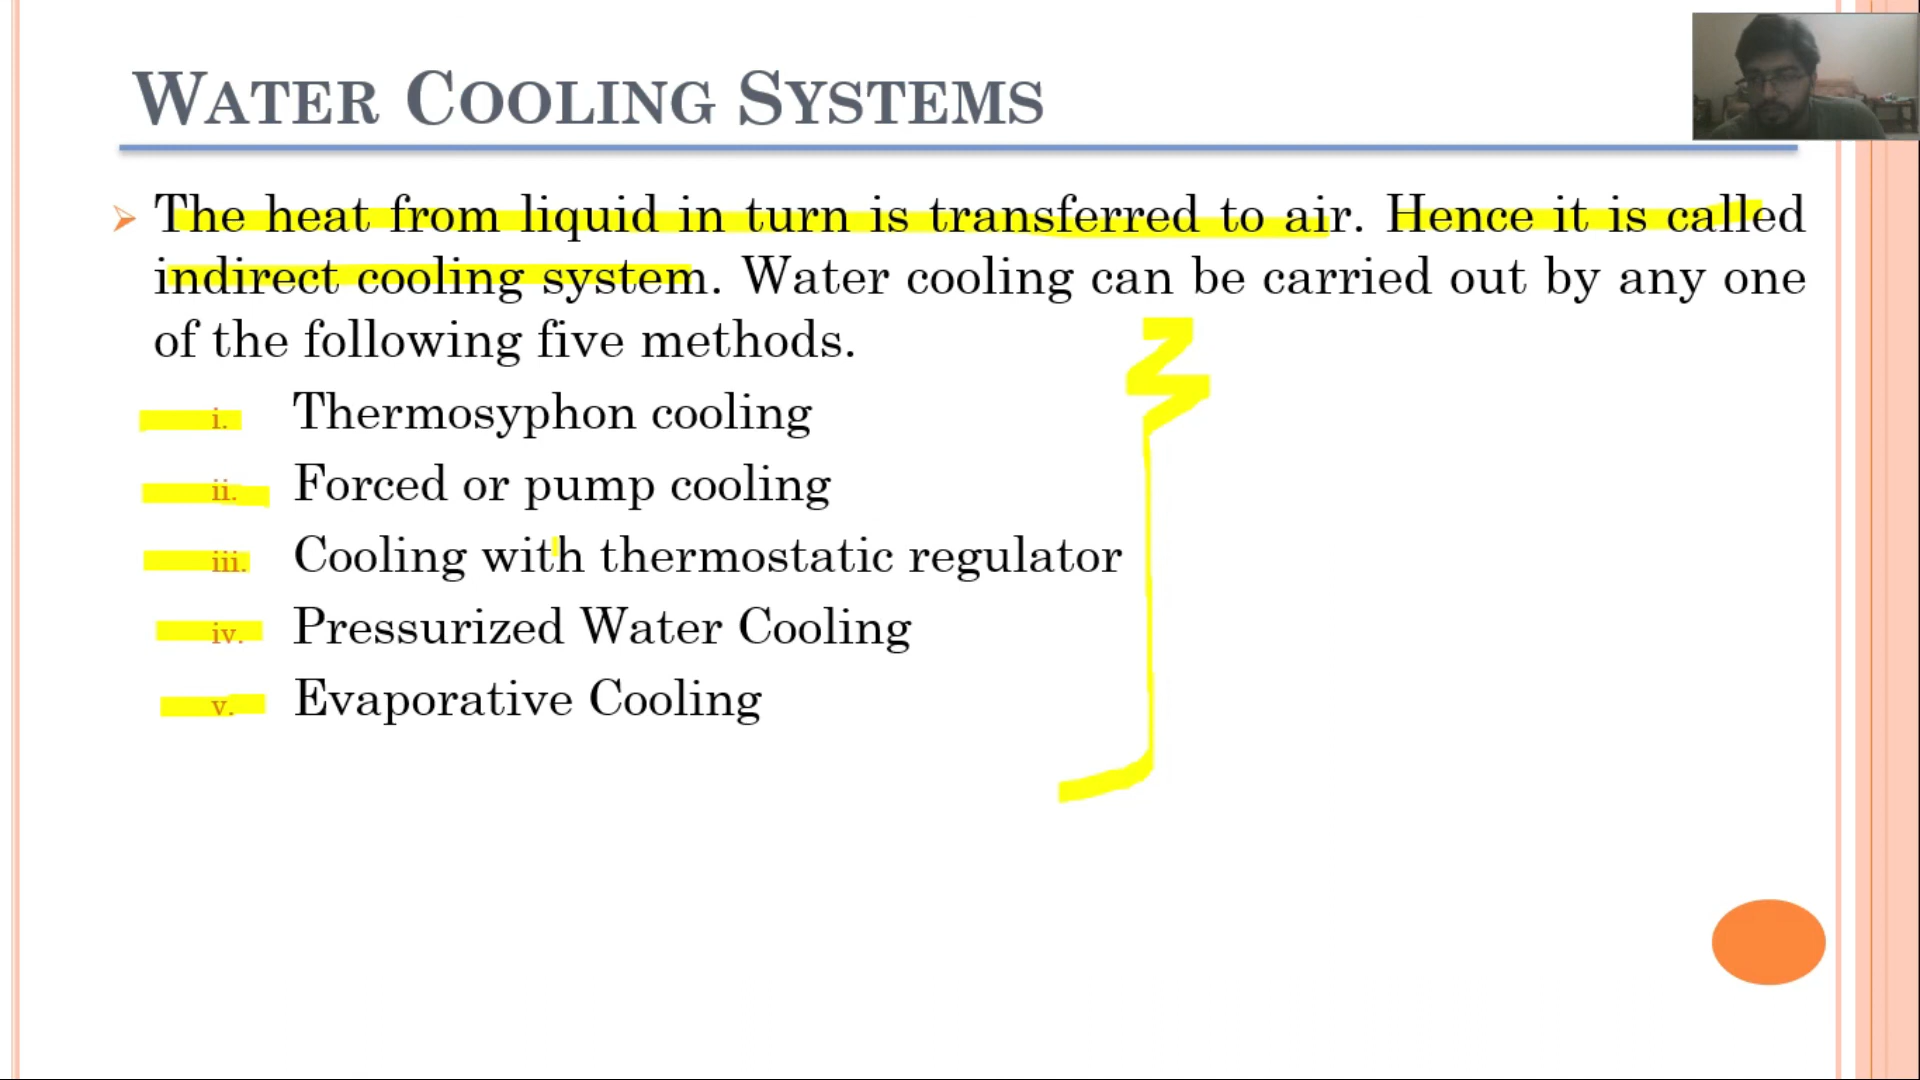 WATER COOLING SYSTEMS
The heat from liquid in turn is transferred to air. Hence it is called
indirect cooling system. Water cooling can be carried out by any one
of the following five methods.
i. Thermosyphon cooling
ii. Forced or pump cooling
iii. Cooling with thermostatic regulator
iv. Pressurized Water Cooling
v. Evaporative Cooling